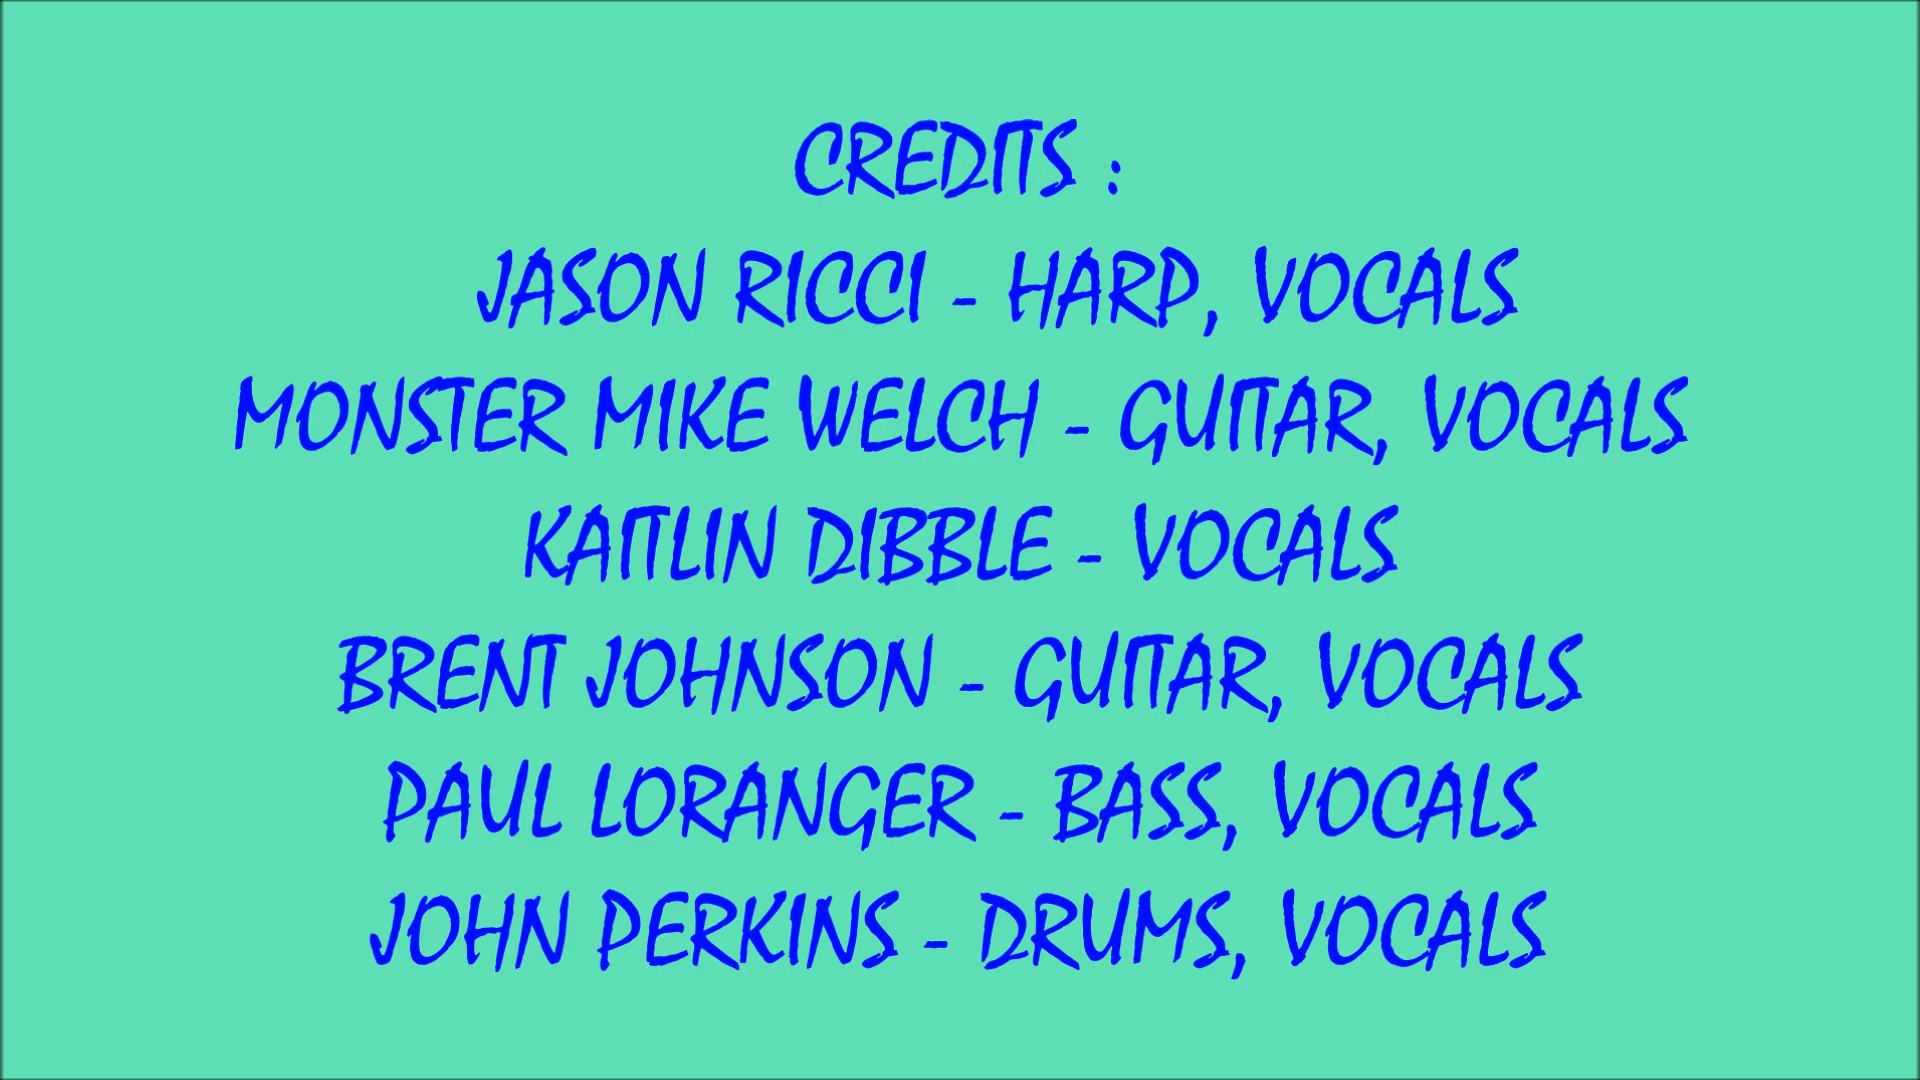 CREDITS :
JASON RICCI - HARP, VOCALS
MONSTER MIKE WELCH - GUITAR, VOCALS
KAITLIN DIBBLE - VOCALS
BRENT JOHNSON - GUITAR, VOCALS
PAUL LORANGER - BASS, VOCALS
JOHN PERKINS - DRUMS, VOCALS